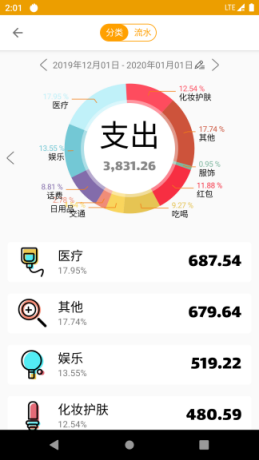 2:01
LTE
分类 流水
2019年12月01日 - 2020年01月01日
12.54 %
化妆护肤
17.95 %
医疗
17.74 %
其他
支出
3,831.26
13.55 %
娱乐
0.95 %
服饰
8.81 %
话费
11.88 %
红包
日用品
交通
9.27 %
吃喝
医疗
687.54
17.95%
其他
679.64
17.74%
娱乐
519.22
13.55%
化妆护肤
480.59
12.54%